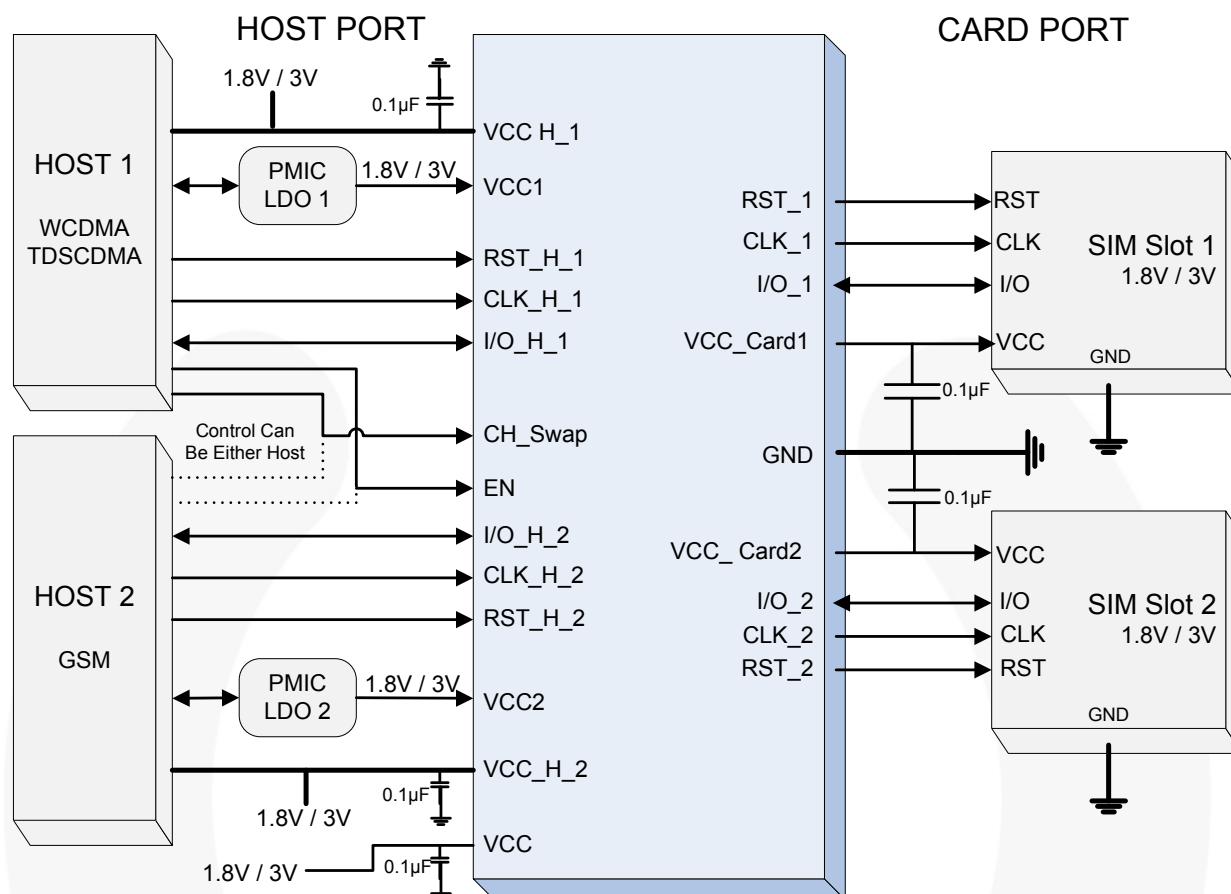 HOST PORT
CARD PORT
1.8V / 3V
0.1µF
HOST 1
WCDMA
TDSCDMA
PMIC
LDO 1
1.8V / 3V
Control Can
Be Either Host
HOST 2
GSM
PMIC
LDO 2
1.8V / 3V
1.8V / 3V
0.1µF
1.8V / 3V
0.1µF
VCC H_1
VCC1
RST_H_1
CLK_H_1
I/O_H_1
CH_Swap
EN
I/O_H_2
CLK_H_2
RST_H_2
VCC2
VCC_H_2
VCC
RST_1
CLK_1
I/O_1
VCC_Card1
GND
VCC_ Card2
I/O_2
CLK_2
RST_2
0.1µF
0.1µF
RST
CLK
I/O
VCC
SIM Slot 1
1.8V / 3V
GND
VCC
I/O
CLK
RST
SIM Slot 2
1.8V / 3V
GND